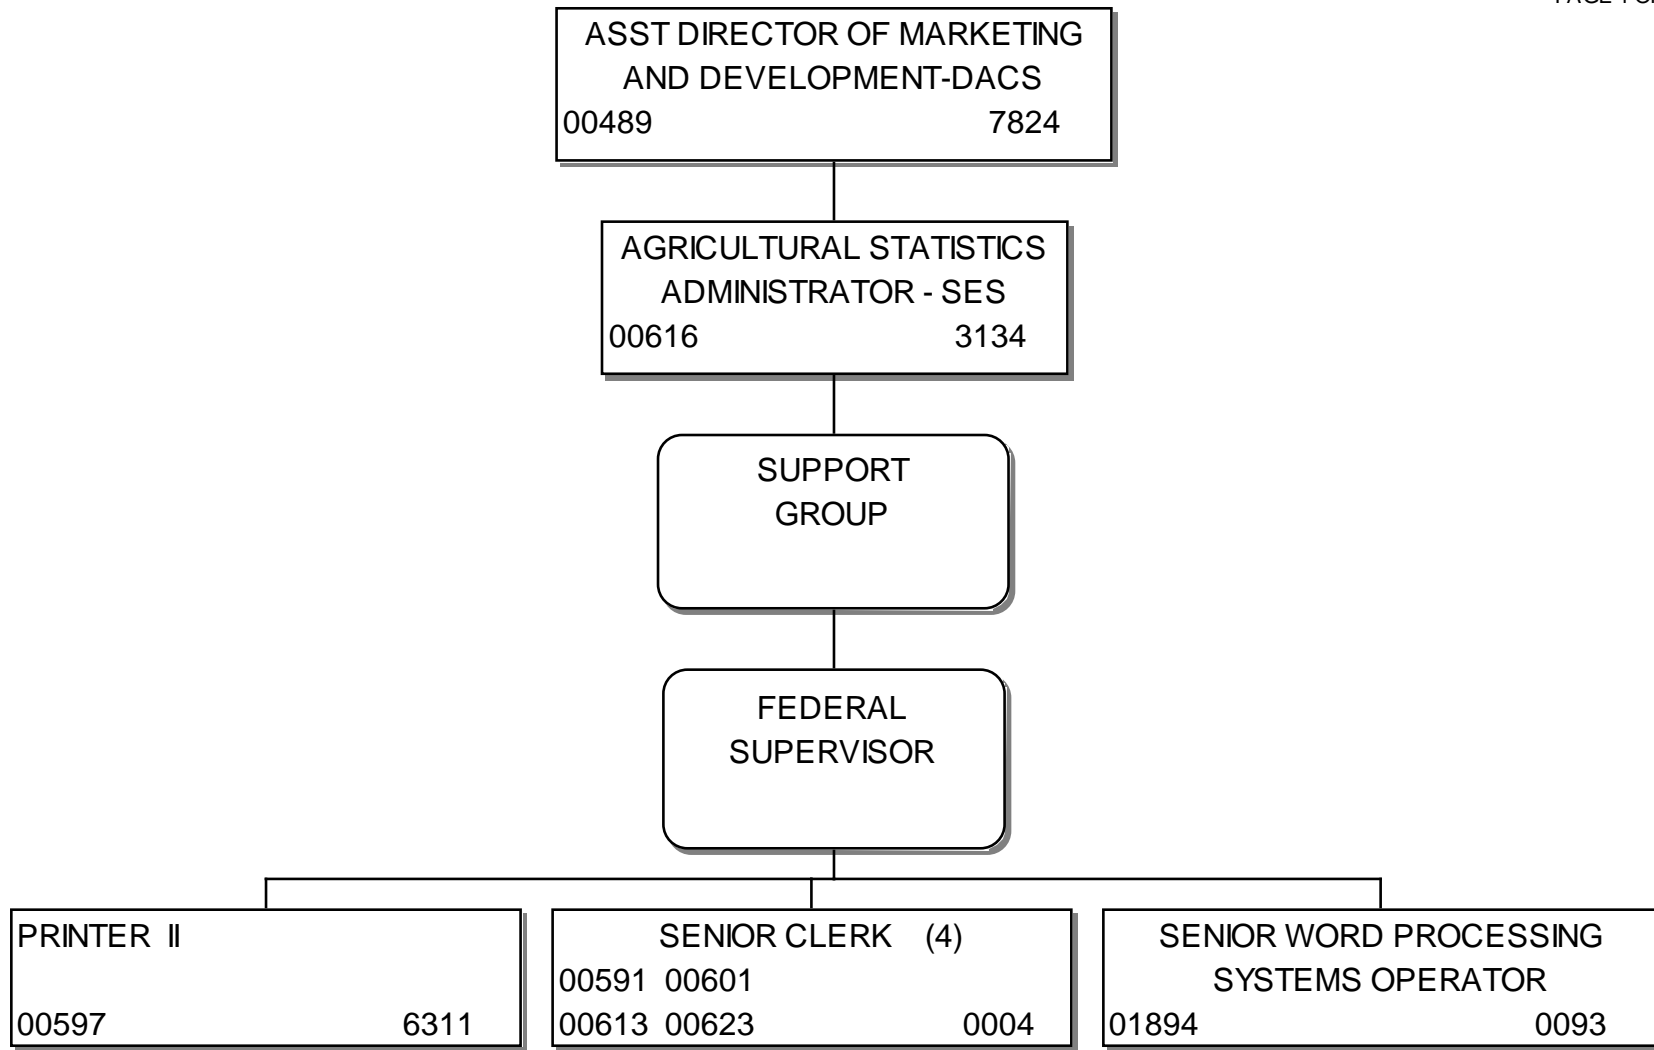 ASST DIRECTOR OF MARKETING
AND DEVELOPMENT-DACS
00489 7824
AGRICULTURAL STATISTICS
ADMINISTRATOR - SES
00616 3134
SUPPORT
GROUP
FEDERAL
SUPERVISOR
PRINTER II
00597 6311
SENIOR CLERK (4)
00591 00601
00613 00623 0004
SENIOR WORD PROCESSING
SYSTEMS OPERATOR
01894 0093